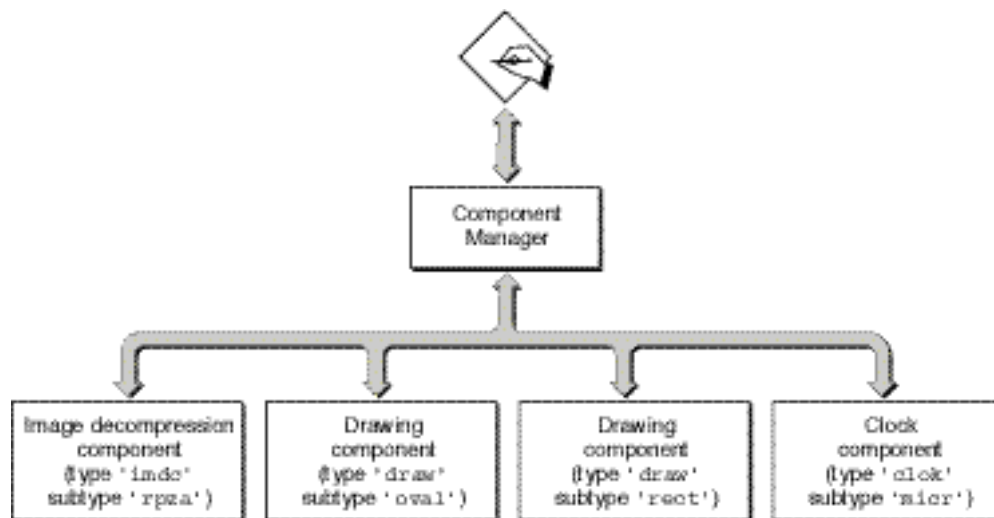 Component
Manager
Image decompression
component
(type 'imdc'
subtype 'rpza')
Drawing
component
(type 'draw'
subtype 'oval')
Drawing
component
(type 'draw'
subtype 'rect')
Clock
component
(type 'clok'
subtype 'micr')